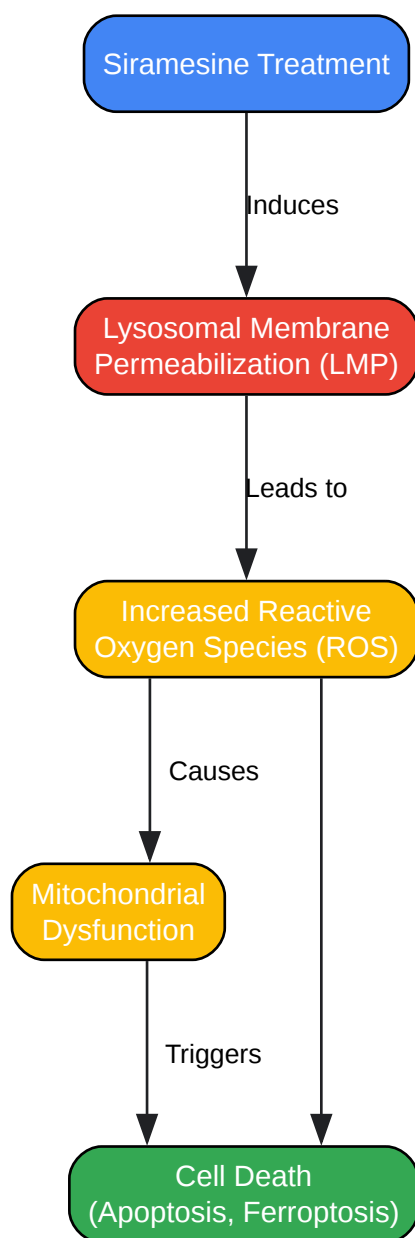 Siramesine Treatment
Induces
Lysosomal Membrane
Permeabilization (LMP)
Leads to
Increased Reactive
Oxygen Species (ROS)
Causes
Mitochondrial
Dysfunction
Triggers
Cell Death
(Apoptosis, Ferroptosis)